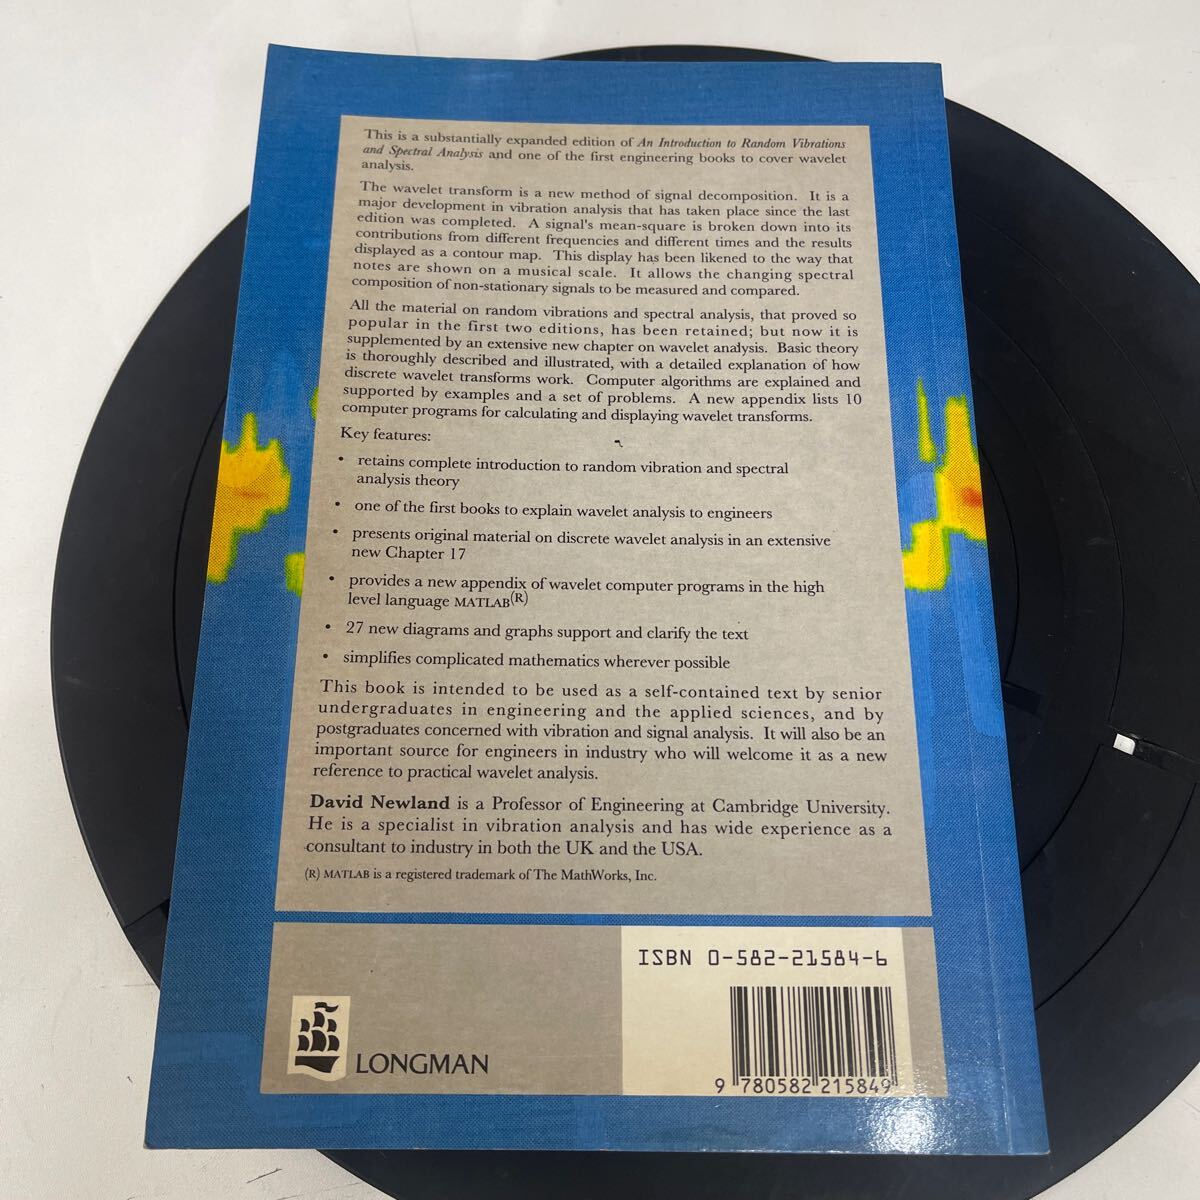 This is a substantially expanded edition of An Introduction to Random Vibrations
and Spectral Analysis and one of the first engineering books to cover wavelet
analysis.
The wavelet transform is a new method of signal decomposition. It is a
major development in vibration analysis that has taken place since the last
edition was completed. A signal's mean-square is broken down into its
contributions from different frequencies and different times and the results
displayed as a contour map. This display has been likened to the way that
notes are shown on a musical scale. It allows the changing spectral
composition of non-stationary signals to be measured and compared.
All the material on random vibrations and spectral analysis, that proved so
popular in the first two editions, has been retained; but now it is
supplemented by an extensive new chapter on wavelet analysis. Basic theory
is thoroughly described and illustrated, with a detailed explanation of how
discrete wavelet transforms work. Computer algorithms are explained and
supported by examples and a set of problems. A new appendix lists 10
computer programs for calculating and displaying wavelet transforms.
Key features:
• retains complete introduction to random vibration and spectral
analysis theory
• one of the first books to explain wavelet analysis to engineers
• presents original material on discrete wavelet analysis in an extensive
new Chapter 17
• provides a new appendix of wavelet computer programs in the high
level language MATLAB(R)
• 27 new diagrams and graphs support and clarify the text
• simplifies complicated mathematics wherever possible
This book is intended to be used as a self-contained text by senior
undergraduates in engineering and the applied sciences, and by
postgraduates concerned with vibration and signal analysis. It will also be an
important source for engineers in industry who will welcome it as a new
reference to practical wavelet analysis.
David Newland is a Professor of Engineering at Cambridge University.
He is a specialist in vibration analysis and has wide experience as a
consultant to industry in both the UK and the USA.
(R) MATLAB is a registered trademark of The MathWorks, Inc.
ISBN 0-582-21584-6
LONGMAN
9 780582 215849